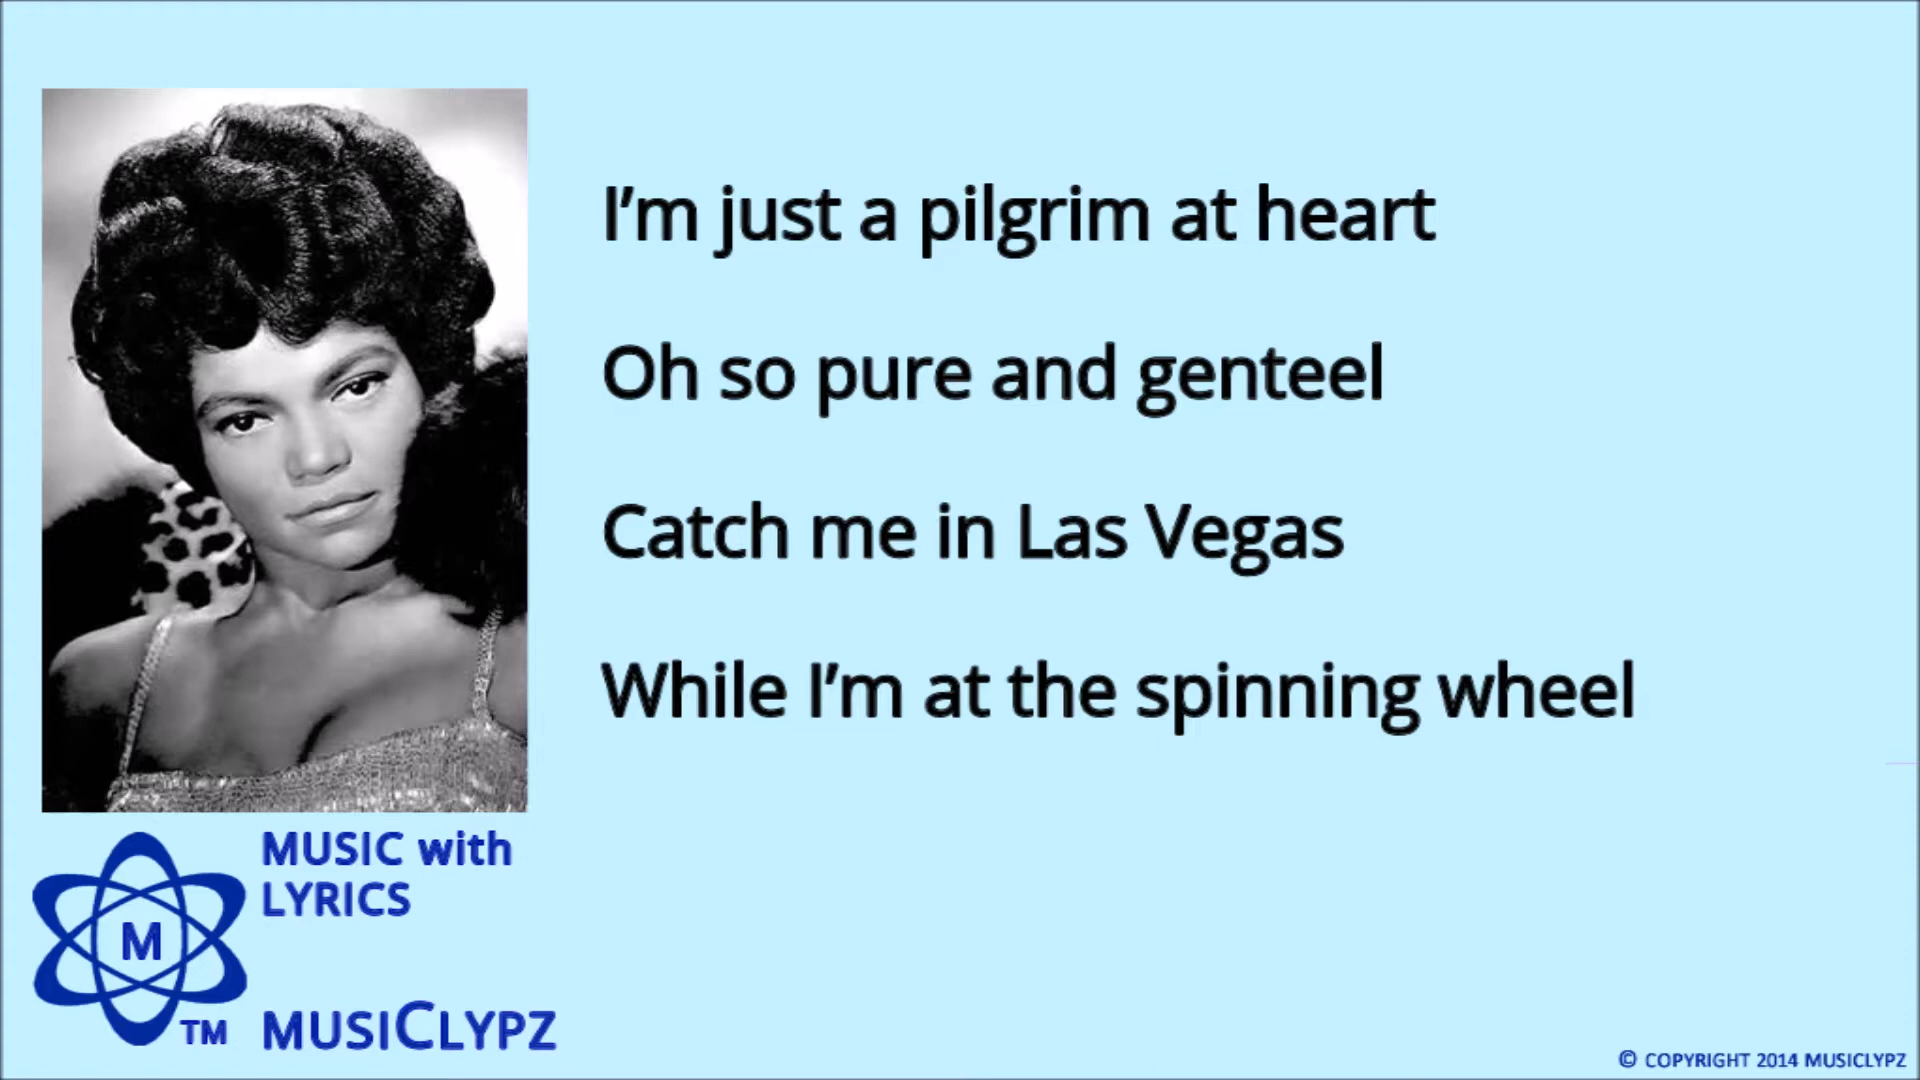 I'm just a pilgrim at heart
Oh so pure and genteel
Catch me in Las Vegas
While I'm at the spinning wheel
MUSIC with
LYRICS
M
TM
MUSICLYPZ
© COPYRIGHT 2014 MUSICLYPZ